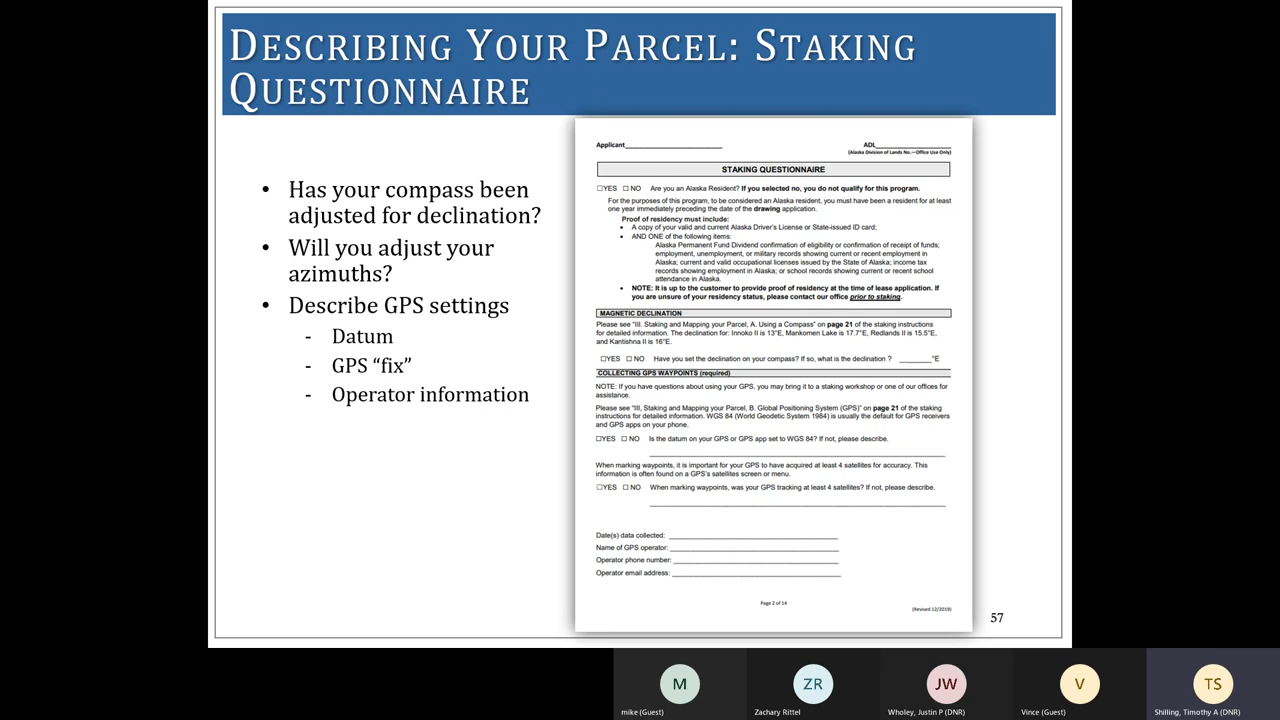 DESCRIBING YOUR PARCEL: STAKING
QUESTIONNAIRE
• Has your compass been
adjusted for declination?
• Will you adjust your
azimuths?
• Describe GPS settings
- Datum
- GPS “fix”
- Operator information
Applicant__________________________ ADL____________________
(Alaska Division of Lands No.—Office Use Only)
STAKING QUESTIONNAIRE
☐YES ☐ NO Are you an Alaska Resident? If you selected no, you do not qualify for this program.
For the purposes of this program, to be considered an Alaska resident, you must have been a resident for at least
one year immediately preceding the date of the drawing application.
Proof of residency must include:
• A copy of your valid and current Alaska Driver’s License or State-issued ID card;
• AND ONE of the following items:
Alaska Permanent Fund Dividend confirmation of eligibility or confirmation of receipt of funds;
employment, unemployment, or military records showing current or recent employment in
Alaska; current and valid occupational licenses issued by the State of Alaska; income tax
records showing employment in Alaska; or school records showing current or recent school
attendance in Alaska.
• NOTE: It is up to the customer to provide proof of residency at the time of lease application. If
you are unsure of your residency status, please contact our office prior to staking.
MAGNETIC DECLINATION
Please see “III. Staking and Mapping your Parcel, A. Using a Compass” on page 21 of the staking instructions
for detailed information. The declination for: Innoko II is 13°E, Mankomen Lake is 17.7°E, Redlands II is 15.5°E,
and Kantishna II is 16°E.
☐YES ☐ NO Have you set the declination on your compass? If so, what is the declination ? ________°E
COLLECTING GPS WAYPOINTS (required)
NOTE: If you have questions about using your GPS, you may bring it to a staking workshop or one of our offices for
assistance.
Please see “III, Staking and Mapping your Parcel, B. Global Positioning System (GPS)” on page 21 of the staking
instructions for detailed information. WGS 84 (World Geodetic System 1984) is usually the default for GPS receivers
and GPS apps on your phone.
☐YES ☐ NO Is the datum on your GPS or GPS app set to WGS 84? If not, please describe.
When marking waypoints, it is important for your GPS to have acquired at least 4 satellites for accuracy. This
information is often found on a GPS’s satellites screen or menu.
☐YES ☐ NO When marking waypoints, was your GPS tracking at least 4 satellites? If not, please describe.
Date(s) data collected: ____________________
Name of GPS operator: ____________________
Operator phone number: ____________________
Operator email address: ____________________
Page 2 of 14
(Revised 12/2019)
57
M ZR JW V TS
mike (Guest) Zachary Rittel Wholey, Justin P (DNR) Vince (Guest) Shilling, Timothy A (DNR)